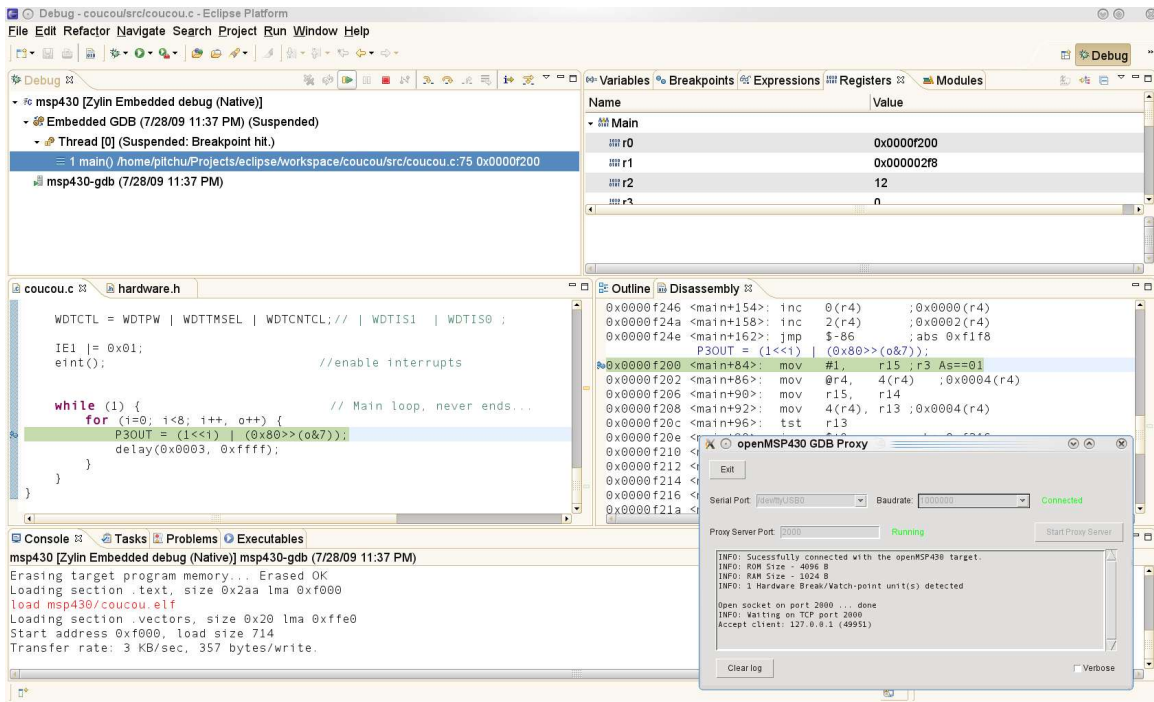 Debug - coucou/src/coucou.c - Eclipse Platform
File Edit Refactor Navigate Search Project Run Window Help
Debug
Debug
msp430 [Zylin Embedded debug (Native)]
Embedded GDB (7/28/09 11:37 PM) (Suspended)
Thread [0] (Suspended: Breakpoint hit.)
1 main() /home/pitchu/Projects/eclipse/workspace/coucou/src/coucou.c:75 0x0000f200
msp430-gdb (7/28/09 11:37 PM)
Variables Breakpoints Expressions Registers Modules
Name Value
Main
r0 0x0000f200
r1 0x000002f8
r2 12
r3 0
coucou.c hardware.h
WDTCTL = WDTPW | WDTTMSEL | WDTCNTCL;// | WDTIS1 | WDTIS0 ;
IE1 |= 0x01;
eint(); //enable interrupts
while (1) { // Main loop, never ends...
for (i=0; i<8; i++, o++) {
P3OUT = (1<<i) | (0x80>>(o&7));
delay(0x0003, 0xffff);
}
}
}
Outline Disassembly
0x0000f246 <main+154>: inc 0(r4) ;0x0000(r4)
0x0000f24a <main+158>: inc 2(r4) ;0x0002(r4)
0x0000f24e <main+162>: jmp $-86 ;abs 0xf1f8
P3OUT = (1<<i) | (0x80>>(o&7));
0x0000f200 <main+84>: mov #1, r15 ;r3 As==01
0x0000f202 <main+86>: mov @r4, 4(r4) ;0x0004(r4)
0x0000f206 <main+90>: mov r15, r14
0x0000f208 <main+92>: mov 4(r4), r13 ;0x0004(r4)
0x0000f20c <main+96>: tst r13
0x0000f20e
0x0000f210
0x0000f212
0x0000f214
0x0000f216
0x0000f21a
Console Tasks Problems Executables
msp430 [Zylin Embedded debug (Native)] msp430-gdb (7/28/09 11:37 PM)
Erasing target program memory... Erased OK
Loading section .text, size 0x2aa lma 0xf000
load msp430/coucou.elf
Loading section .vectors, size 0x20 lma 0xffe0
Start address 0xf000, load size 714
Transfer rate: 3 KB/sec, 357 bytes/write.
openMSP430 GDB Proxy
Exit
Serial Port: /dev/ttyUSB0 Baudrate: 1000000 Connected
Proxy Server Port: 2000 Running Start Proxy Server
INFO: Sucessfully connected with the openMSP430 target.
INFO: ROM Size - 4096 B
INFO: RAM Size - 1024 B
INFO: 1 Hardware Break/Watch-point unit(s) detected
Open socket on port 2000 ... done
INFO: Waiting on TCP port 2000
Accept client: 127.0.0.1 (49951)
Clear log Verbose